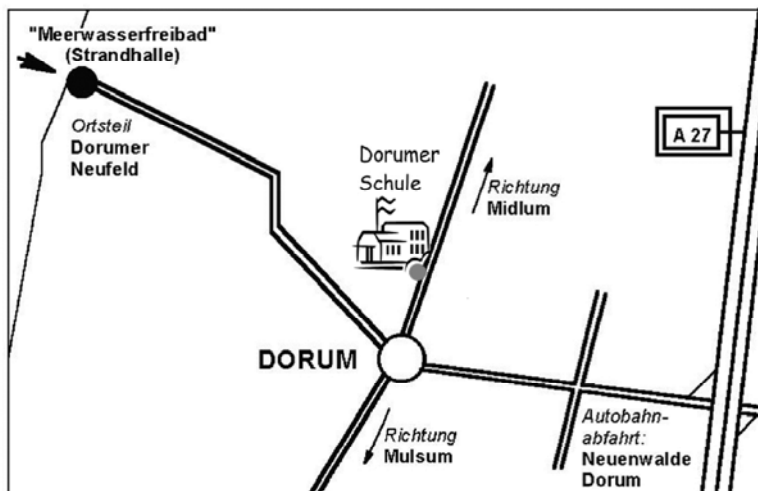 "Meerwasserfreibad"
(Strandhalle)
Ortsteil
Dorumer
Neufeld
Dorumer
Schule
Richtung
Midlum
A 27
DORUM
Richtung
Mulsum
Autobahn-
abfahrt:
Neuenwalde
Dorum